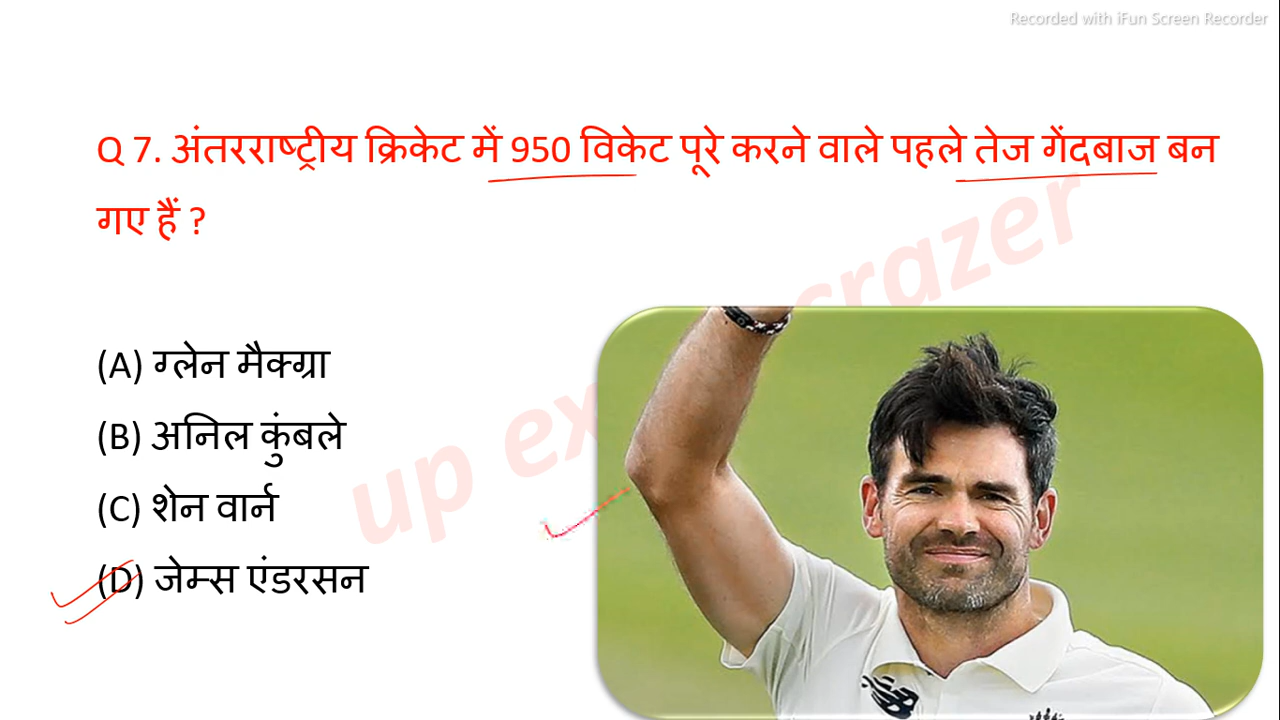 Recorded with iFun Screen Recorder
Q 7. अंतरराष्ट्रीय क्रिकेट में 950 विकेट पूरे करने वाले पहले तेज गेंदबाज बन
गए हैं ?
(A) ग्लेन मैक्ग्रा
(B) अनिल कुंबले
(C) शेन वार्न
(D) जेम्स एंडरसन
up ex crazer